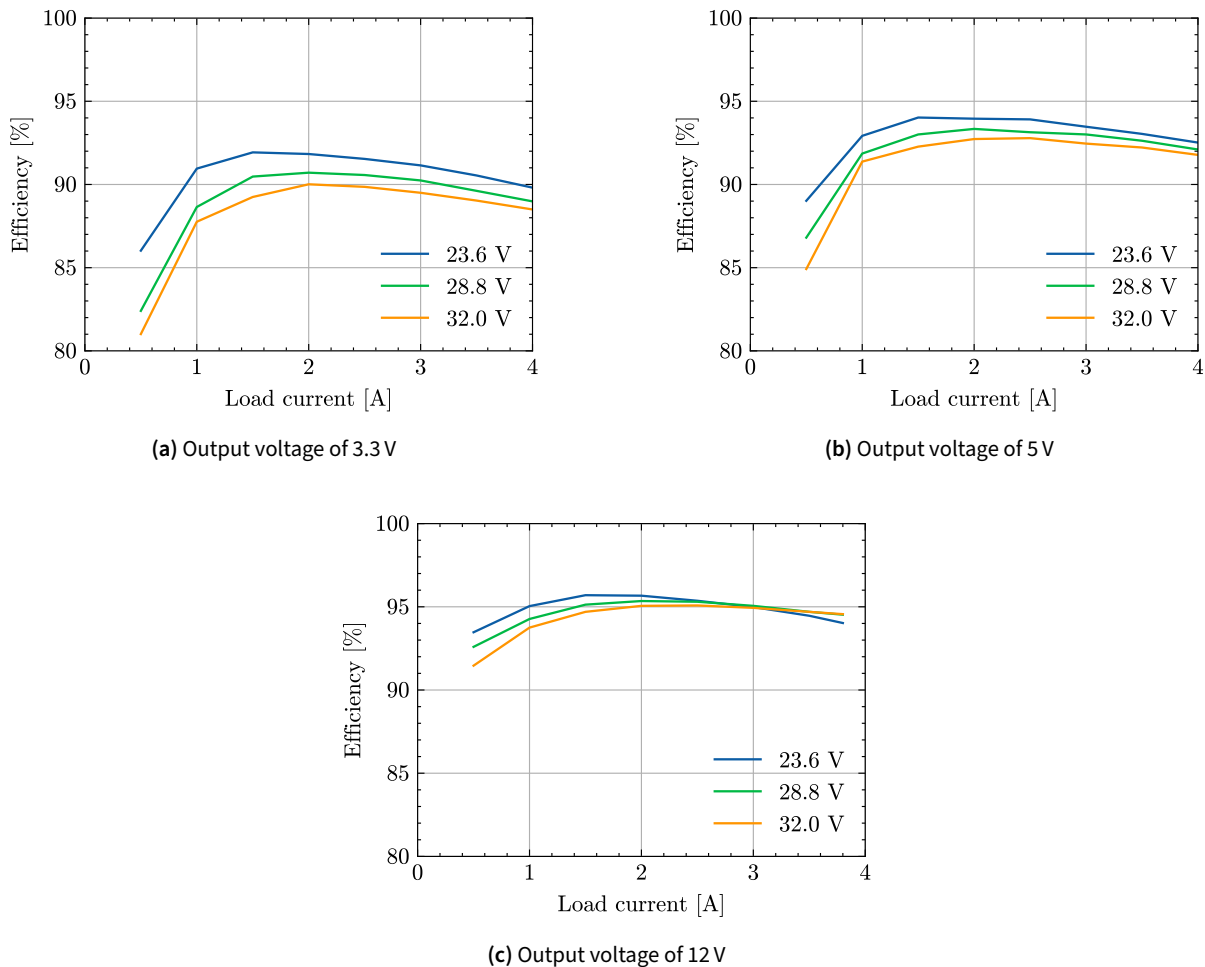 100
95
90
85
80
0
1
2
3
4
Efficiency [%]
Load current [A]
23.6 V
28.8 V
32.0 V
(a) Output voltage of 3.3 V
100
95
90
85
80
0
1
2
3
4
Efficiency [%]
Load current [A]
23.6 V
28.8 V
32.0 V
(b) Output voltage of 5 V
100
95
90
85
80
0
1
2
3
4
Efficiency [%]
Load current [A]
23.6 V
28.8 V
32.0 V
(c) Output voltage of 12 V